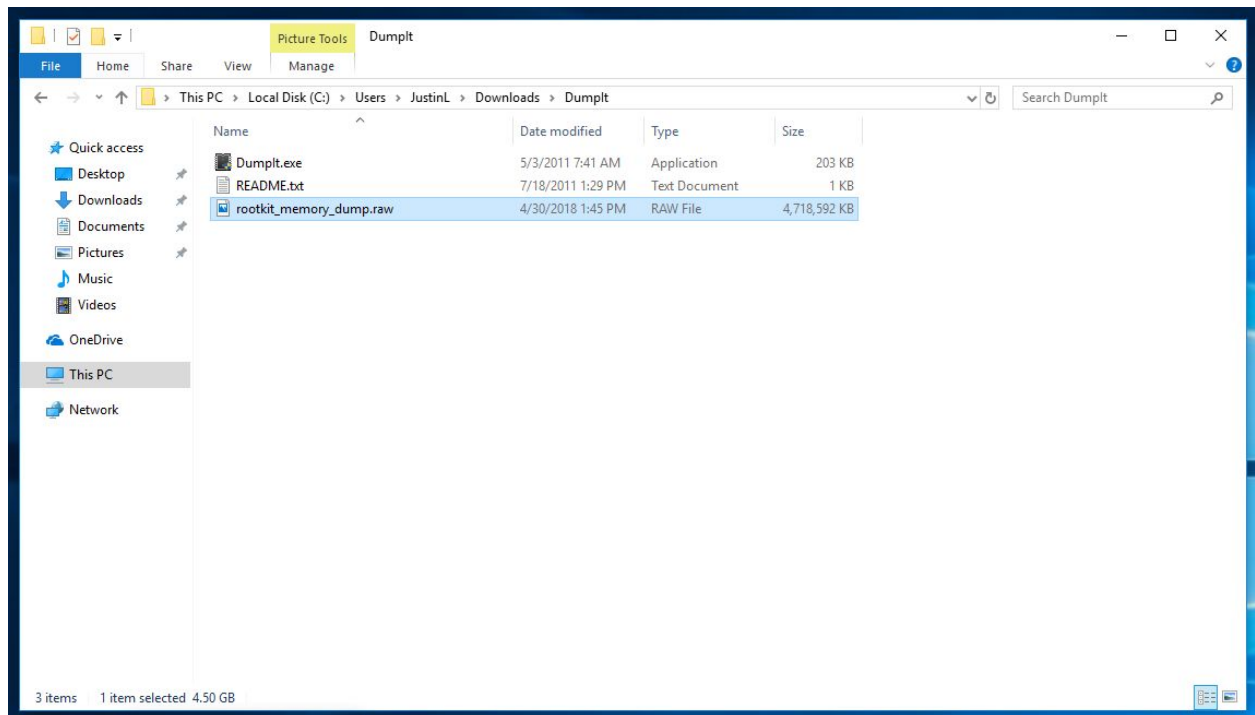 Picture Tools DumpIt
File Home Share View Manage
This PC > Local Disk (C:) > Users > JustinL > Downloads > DumpIt Search DumpIt
Name Date modified Type Size
Quick access
Desktop
Downloads
Documents
Pictures
Music
Videos
OneDrive
This PC
Network
DumpIt.exe 5/3/2011 7:41 AM Application 203 KB
README.txt 7/18/2011 1:29 PM Text Document 1 KB
rootkit_memory_dump.raw 4/30/2018 1:45 PM RAW File 4,718,592 KB
3 items 1 item selected 4.50 GB